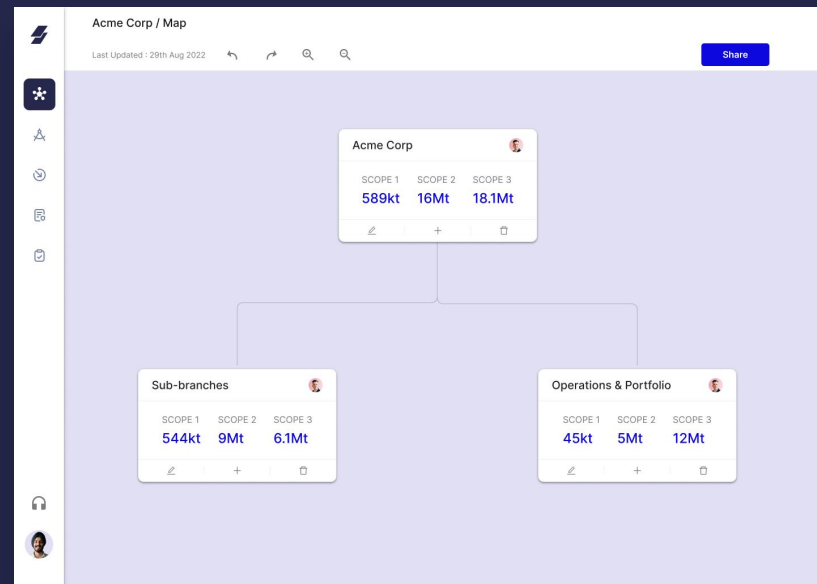 Acme Corp / Map
Last Updated : 29th Aug 2022
Share
Acme Corp
SCOPE 1 SCOPE 2 SCOPE 3
589kt 16Mt 18.1Mt
Sub-branches
SCOPE 1 SCOPE 2 SCOPE 3
544kt 9Mt 6.1Mt
Operations & Portfolio
SCOPE 1 SCOPE 2 SCOPE 3
45kt 5Mt 12Mt